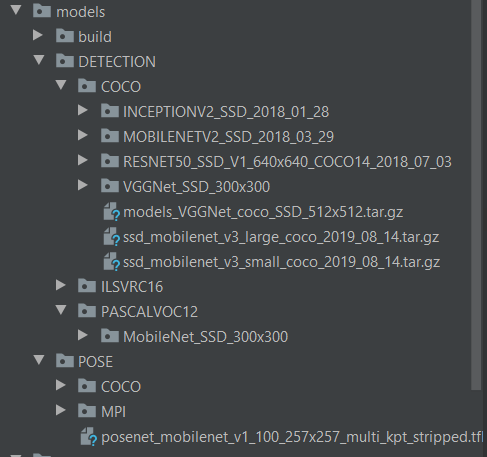 models
build
DETECTION
COCO
INCEPTIONV2_SSD_2018_01_28
MOBILENETV2_SSD_2018_03_29
RESNET50_SSD_V1_640x640_COCO14_2018_07_03
VGGNet_SSD_300x300
models_VGGNet_coco_SSD_512x512.tar.gz
ssd_mobilenet_v3_large_coco_2019_08_14.tar.gz
ssd_mobilenet_v3_small_coco_2019_08_14.tar.gz
ILSVRC16
PASCALVOC12
MobileNet_SSD_300x300
POSE
COCO
MPI
posenet_mobilenet_v1_100_257x257_multi_kpt_stripped.tfl